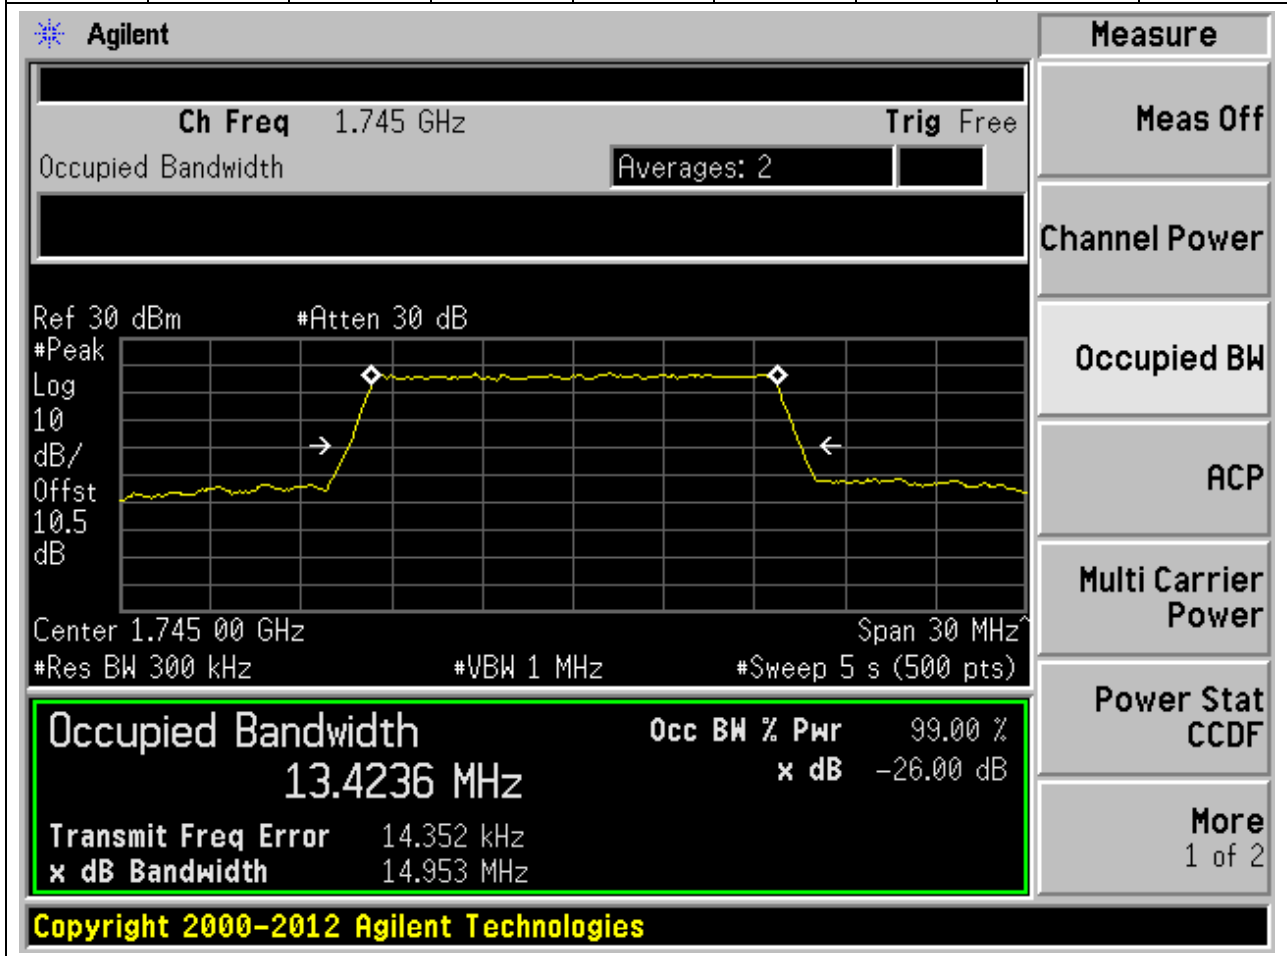 Agilent
Measure
Ch Freq 1.745 GHz Trig Free
Meas Off
Occupied Bandwidth Averages: 2
Channel Power
Ref 30 dBm #Atten 30 dB
#Peak
Log
10
dB/
Offst
10.5
dB
Occupied BW
ACP
Center 1.745 00 GHz Span 30 MHz^
#Res BW 300 kHz #VBW 1 MHz #Sweep 5 s (500 pts)
Multi Carrier
Power
Occupied Bandwidth Occ BW % Pwr 99.00 %
13.4236 MHz x dB -26.00 dB
Power Stat
CCDF
Transmit Freq Error 14.352 kHz
x dB Bandwidth 14.953 MHz
More
1 of 2
Copyright 2000-2012 Agilent Technologies